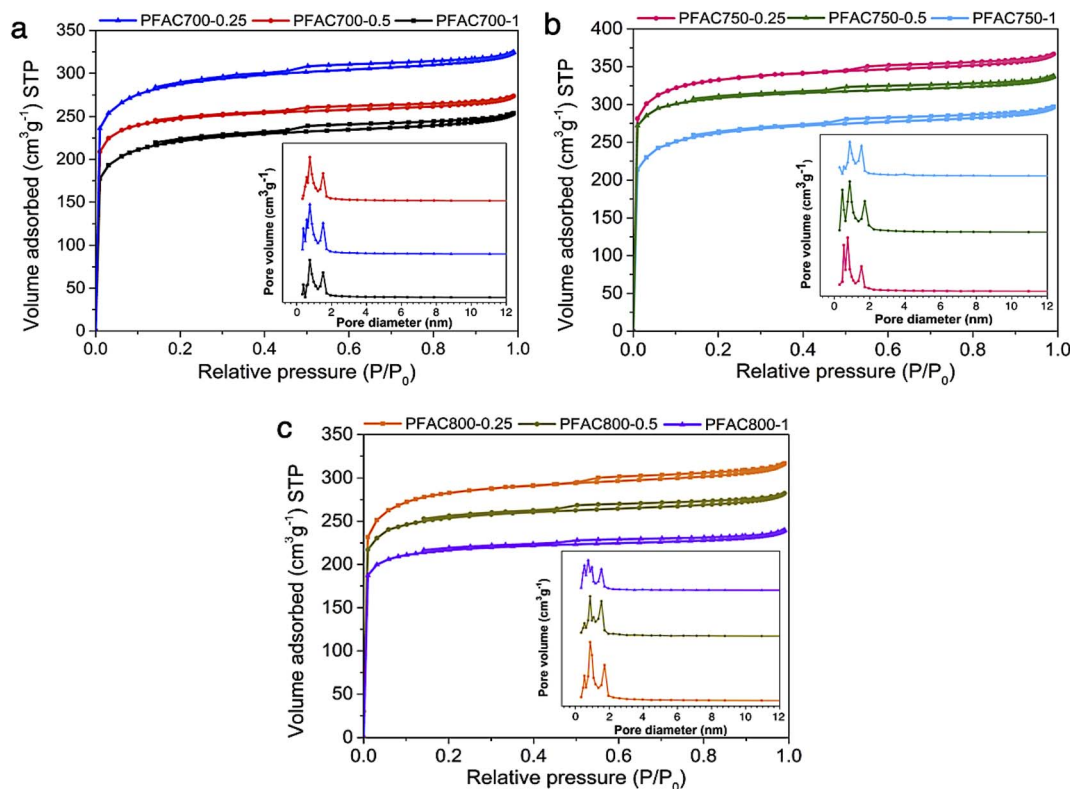 a
PFAC700-0.25 PFAC700-0.5 PFAC700-1
Volume adsorbed (cm³g⁻¹) STP
350
300
250
200
150
100
50
0
0.0 0.2 0.4 0.6 0.8 1.0
Relative pressure (P/P₀)
Pore volume (cm³g⁻¹)
0 2 4 6 8 10 12
Pore diameter (nm)
b
PFAC750-0.25 PFAC750-0.5 PFAC750-1
Volume adsorbed (cm³g⁻¹) STP
400
350
300
250
200
150
100
50
0
0.0 0.2 0.4 0.6 0.8 1.0
Relative pressure (P/P₀)
Pore volume (cm³g⁻¹)
0 2 4 6 8 10 12
Pore diameter (nm)
c
PFAC800-0.25 PFAC800-0.5 PFAC800-1
Volume adsorbed (cm³g⁻¹) STP
350
300
250
200
150
100
50
0
0.0 0.2 0.4 0.6 0.8 1.0
Relative pressure (P/P₀)
Pore volume (cm³g⁻¹)
0 2 4 6 8 10 12
Pore diameter (nm)